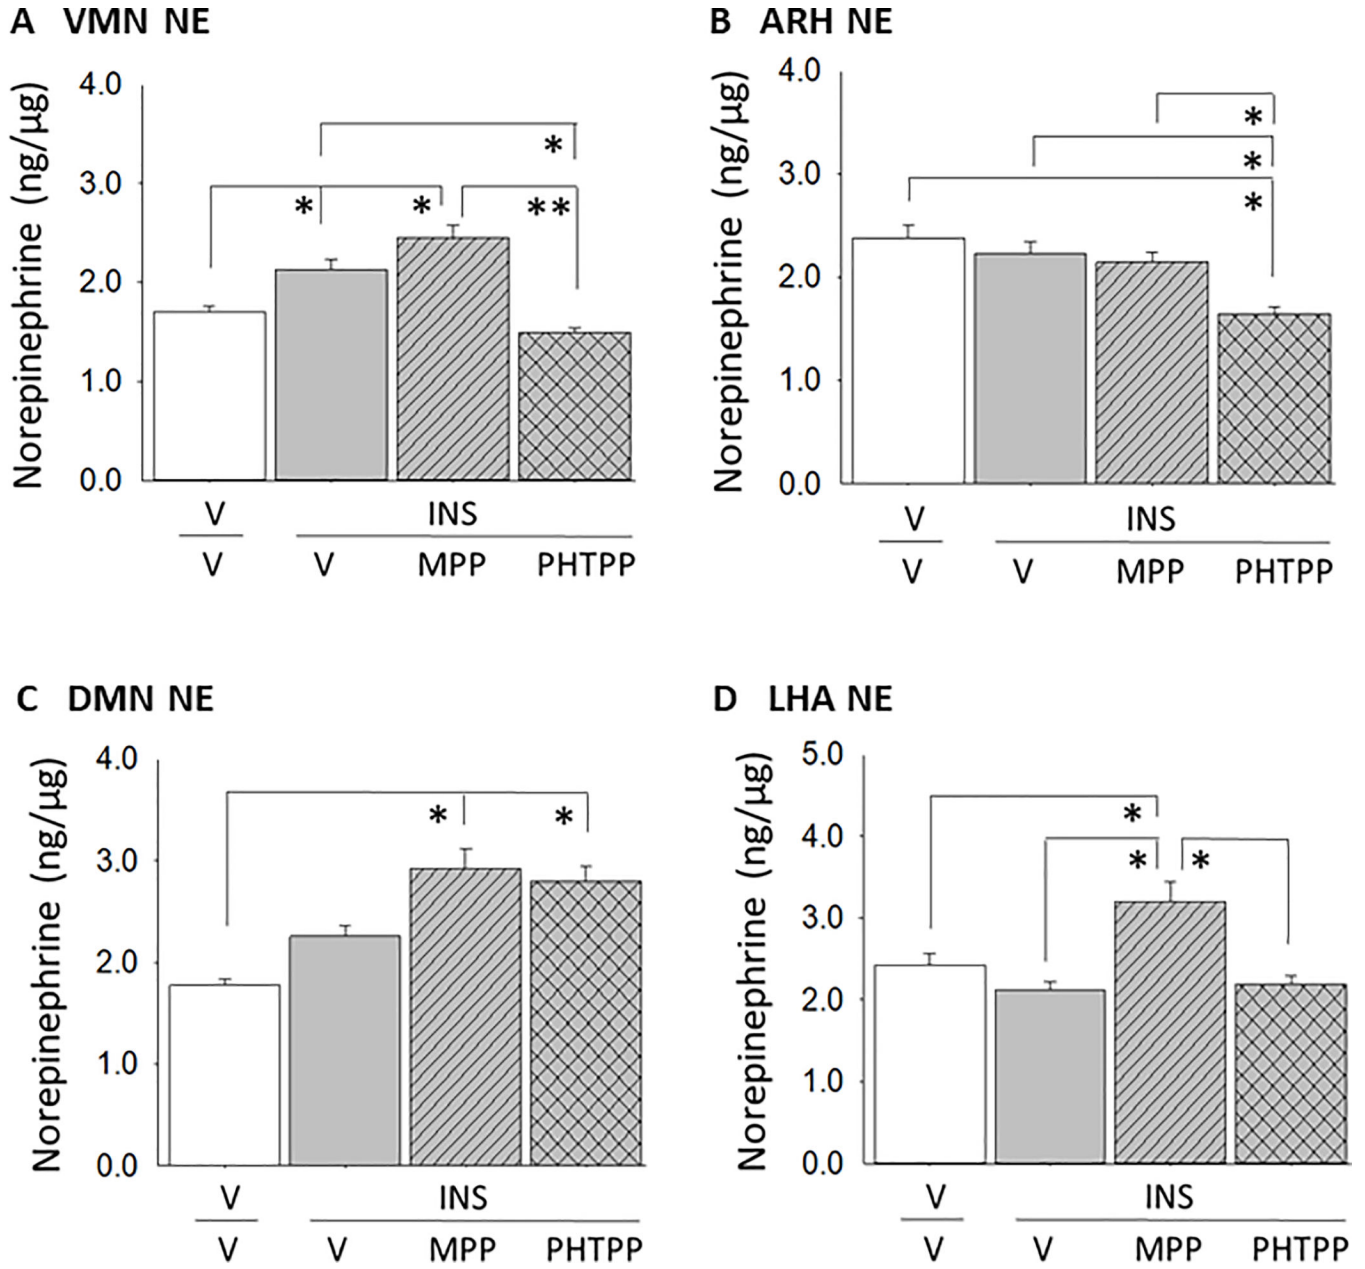 A VMN NE
Norepinephrine (ng/μg)
4.0
3.0
2.0
1.0
0.0
*
*
*
**
V
INS
V
V
MPP
PHTPP
B ARH NE
Norepinephrine (ng/μg)
4.0
3.0
2.0
1.0
0.0
*
*
*
V
INS
V
V
MPP
PHTPP
C DMN NE
Norepinephrine (ng/μg)
4.0
3.0
2.0
1.0
0.0
*
*
V
INS
V
V
MPP
PHTPP
D LHA NE
Norepinephrine (ng/μg)
5.0
4.0
3.0
2.0
1.0
0.0
*
*
*
V
INS
V
V
MPP
PHTPP